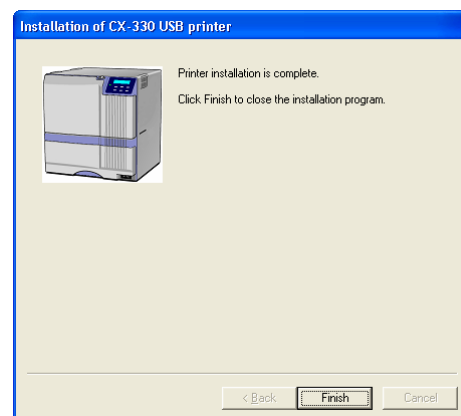 Installation of CX-330 USB printer
Printer installation is complete.
Click Finish to close the installation program.
< Back
Finish
Cancel